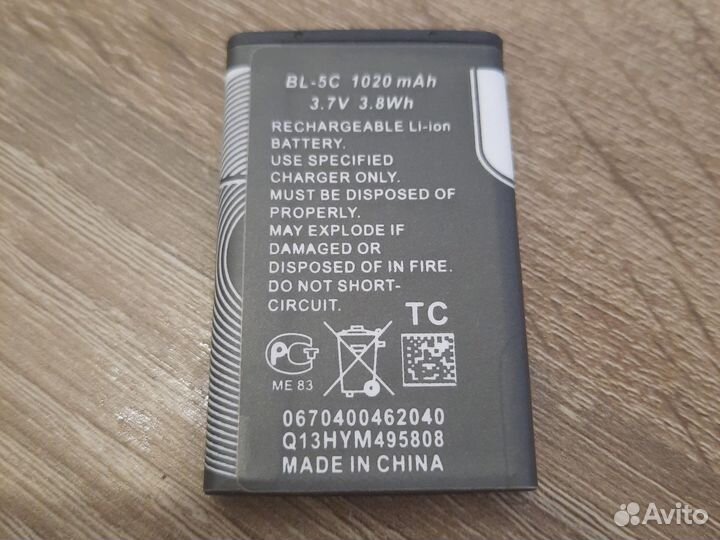 BL-5C 1020 mAh
3.7V 3.8Wh
RECHARGEABLE Li-ion
BATTERY.
USE SPECIFIED
CHARGER ONLY.
MUST BE DISPOSED OF
PROPERLY.
MAY EXPLODE IF
DAMAGED OR
DISPOSED OF IN FIRE.
DO NOT SHORT-
CIRCUIT.
TC
РСТ
ME 83
0670400462040
Q13HYM495808
MADE IN CHINA
Avito